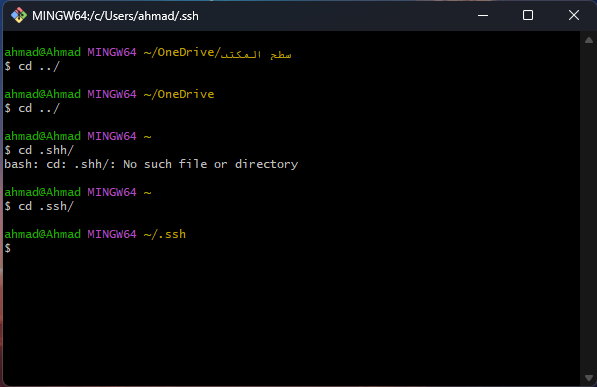 MINGW64:/c/Users/ahmad/.ssh
ahmad@Ahmad MINGW64 ~/OneDrive/سطح المكتب
$ cd ../
ahmad@Ahmad MINGW64 ~/OneDrive
$ cd ../
ahmad@Ahmad MINGW64 ~
$ cd .shh/
bash: cd: .shh/: No such file or directory
ahmad@Ahmad MINGW64 ~
$ cd .ssh/
ahmad@Ahmad MINGW64 ~/.ssh
$